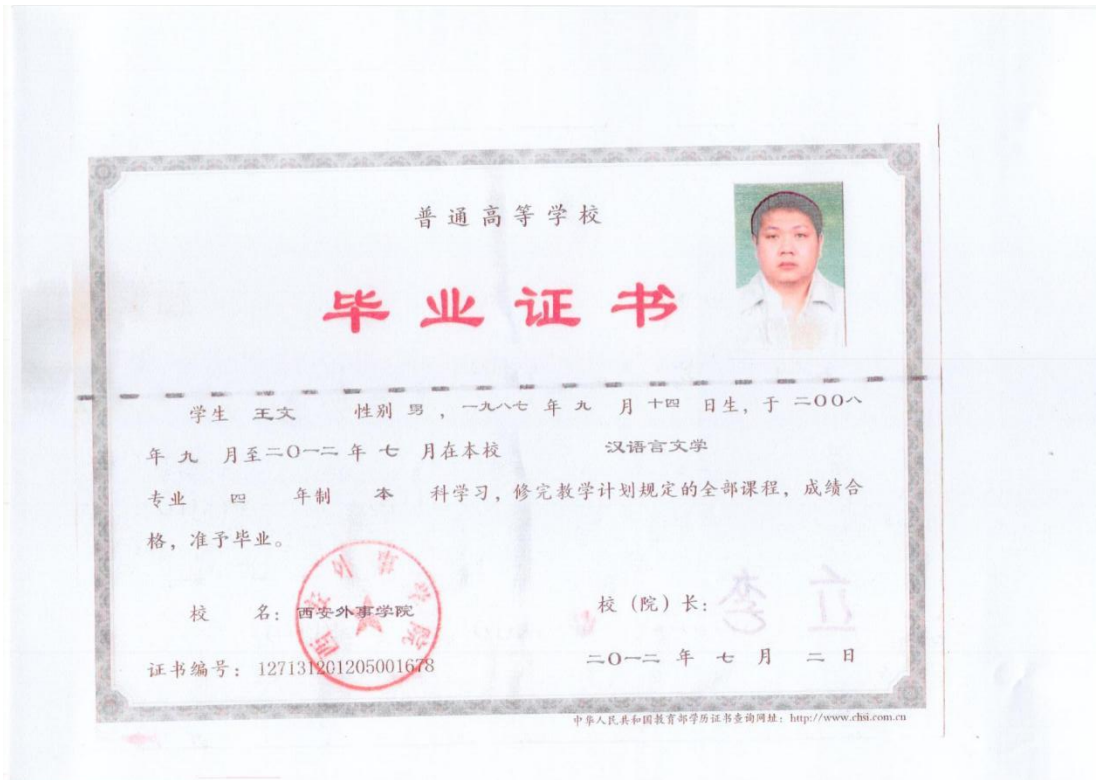 普通高等学校
毕业证书
学生 王文 性别 男 ，一九八七 年 九 月 十四 日生，于 二〇〇八
年 九 月至二〇一二 年 七 月在本校 汉语言文学
专业 四 年制 本 科学习，修完教学计划规定的全部课程，成绩合
格，准予毕业。
校 名：西安外事学院
校（院）长：
证书编号：127131201205001678
二〇一二 年 七 月 二 日
中华人民共和国教育部学历证书查询网址：http://www.chsi.com.cn
西安外事学院